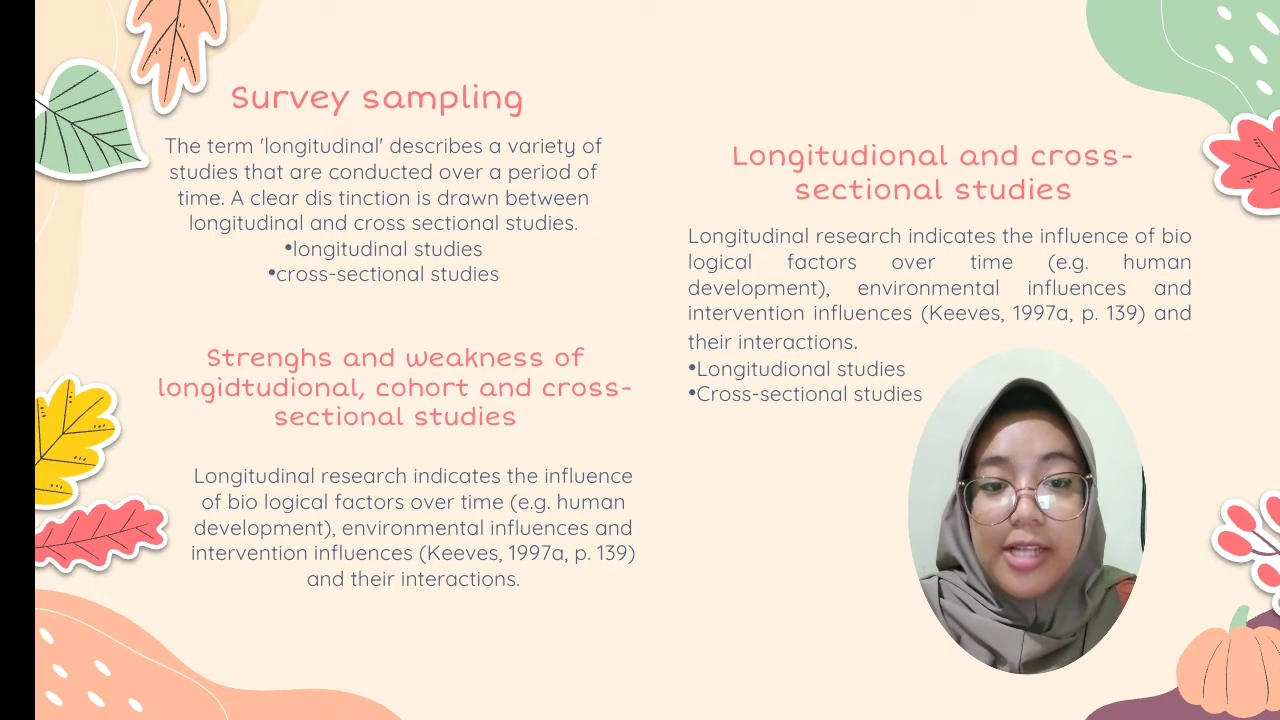 Survey sampling
The term 'longitudinal' describes a variety of
studies that are conducted over a period of
time. A clear dis tinction is drawn between
longitudinal and cross sectional studies.
•longitudinal studies
•cross-sectional studies
Strenghs and weakness of
longidtudional, cohort and cross-
sectional studies
Longitudinal research indicates the influence
of bio logical factors over time (e.g. human
development), environmental influences and
intervention influences (Keeves, 1997a, p. 139)
and their interactions.
Longitudional and cross-
sectional studies
Longitudinal research indicates the influence of bio
logical factors over time (e.g. human
development), environmental influences and
intervention influences (Keeves, 1997a, p. 139) and
their interactions.
•Longitudional studies
•Cross-sectional studies